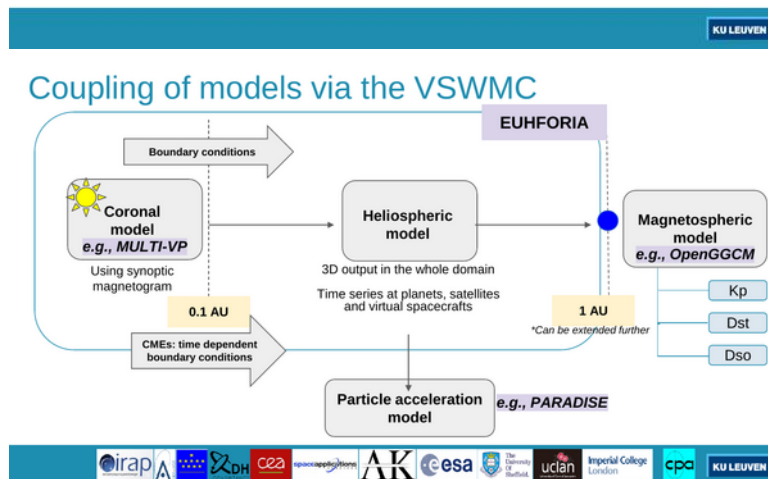 KU LEUVEN
Coupling of models via the VSWMC
EUHFORIA
Boundary conditions
Coronal
model
e.g., MULTI-VP
Using synoptic
magnetogram
Heliospheric
model
3D output in the whole domain
Time series at planets, satellites
and virtual spacecrafts
Magnetospheric
model
e.g., OpenGGCM
Kp
Dst
Dso
0.1 AU
1 AU
*Can be extended further
CMEs: time dependent
boundary conditions
Particle acceleration
model
e.g., PARADISE
irap
DH
cea
spaceapplications
AK
esa
The
University
Of
Sheffield.
uclan
Imperial College
London
cpa
KU LEUVEN